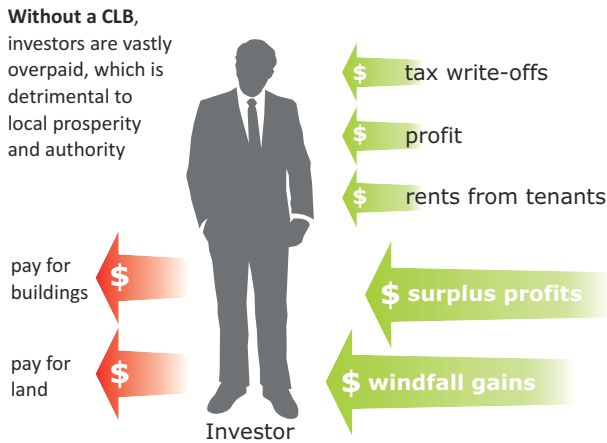 Without a CLB,
investors are vastly
overpaid, which is
detrimental to
local prosperity
and authority
$ tax write-offs
$ profit
$ rents from tenants
pay for
buildings
$
$ surplus profits
pay for
land
$
$ windfall gains
Investor